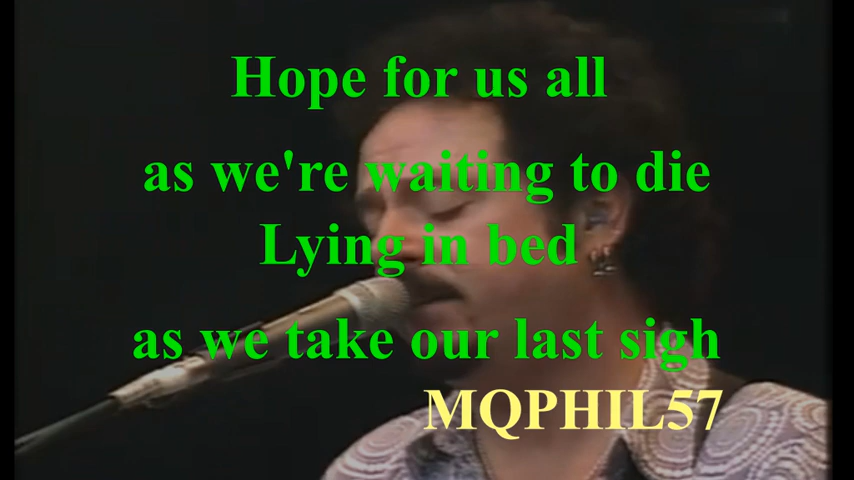 Hope for us all
as we're waiting to die
Lying in bed
as we take our last sigh
MQPHIL57